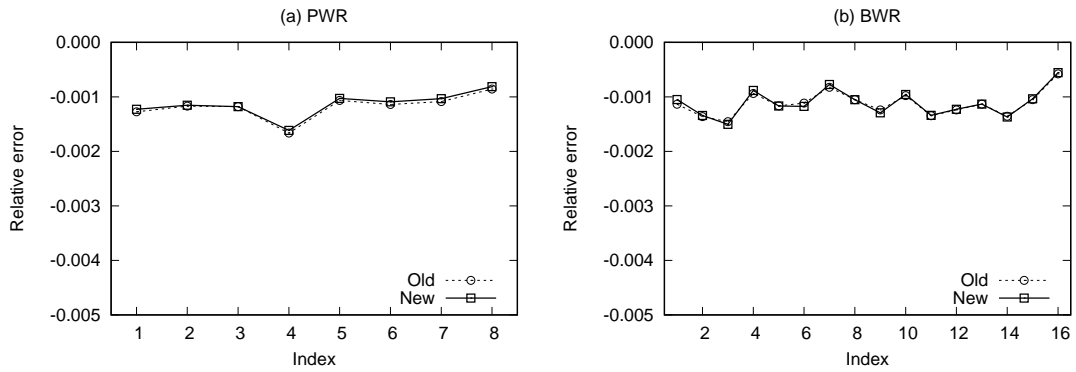 (a) PWR
0.000
-0.001
-0.002
-0.003
-0.004
-0.005
Relative error
Old
New
1 2 3 4 5 6 7 8
Index
(b) BWR
0.000
-0.001
-0.002
-0.003
-0.004
-0.005
Relative error
Old
New
2 4 6 8 10 12 14 16
Index